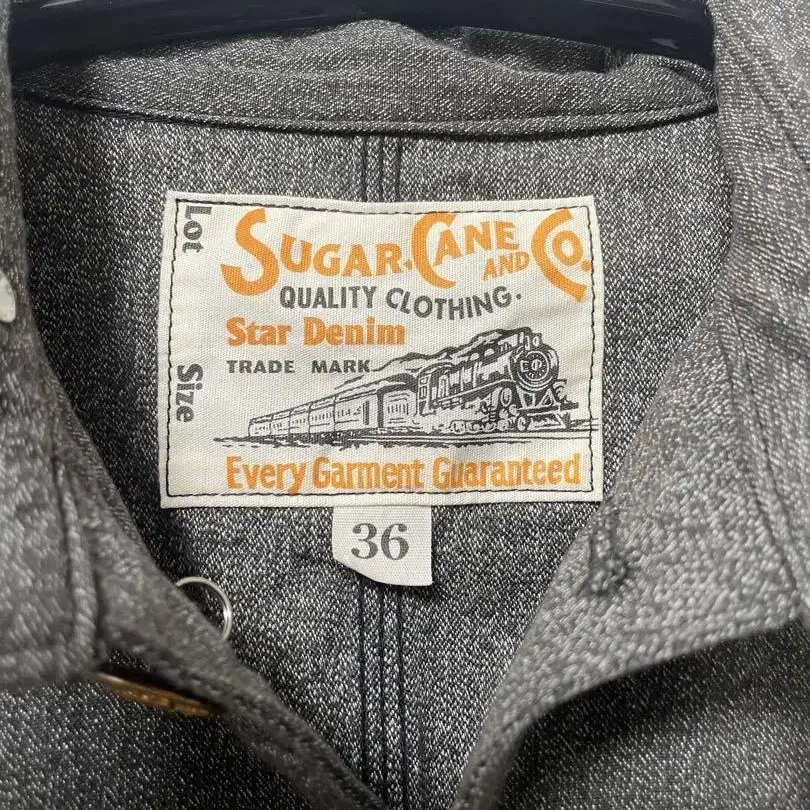 Lot
SUGAR CANE AND CO.
QUALITY CLOTHING.
Star Denim
TRADE MARK
Size
Every Garment Guaranteed
36